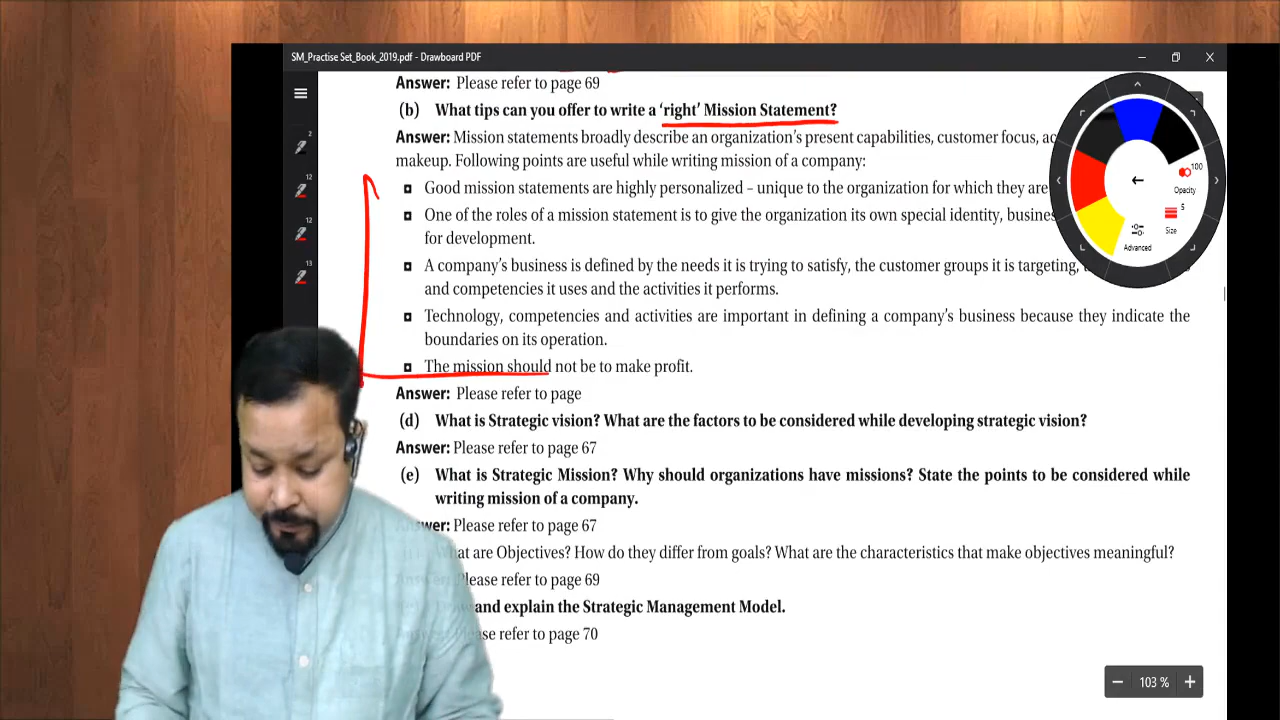 SM_Practise Set_Book_2019.pdf - Drawboard PDF
Answer: Please refer to page 69
(b) What tips can you offer to write a ‘right’ Mission Statement?
Answer: Mission statements broadly describe an organization’s present capabilities, customer focus,
makeup. Following points are useful while writing mission of a company:
Good mission statements are highly personalized – unique to the organization for which they are
One of the roles of a mission statement is to give the organization its own special identity,
for development.
A company’s business is defined by the needs it is trying to satisfy, the customer groups it is targeting,
and competencies it uses and the activities it performs.
Technology, competencies and activities are important in defining a company’s business because they indicate the
boundaries on its operation.
The mission should not be to make profit.
Answer: Please refer to page
(d) What is Strategic vision? What are the factors to be considered while developing strategic vision?
Answer: Please refer to page 67
(e) What is Strategic Mission? Why should organizations have missions? State the points to be considered while
writing mission of a company.
Please refer to page 67
are Objectives? How do they differ from goals? What are the characteristics that make objectives meaningful?
Please refer to page 69
and explain the Strategic Management Model.
refer to page 70
2
12
12
13
100
Opacity
5
Size
Advanced
103 %